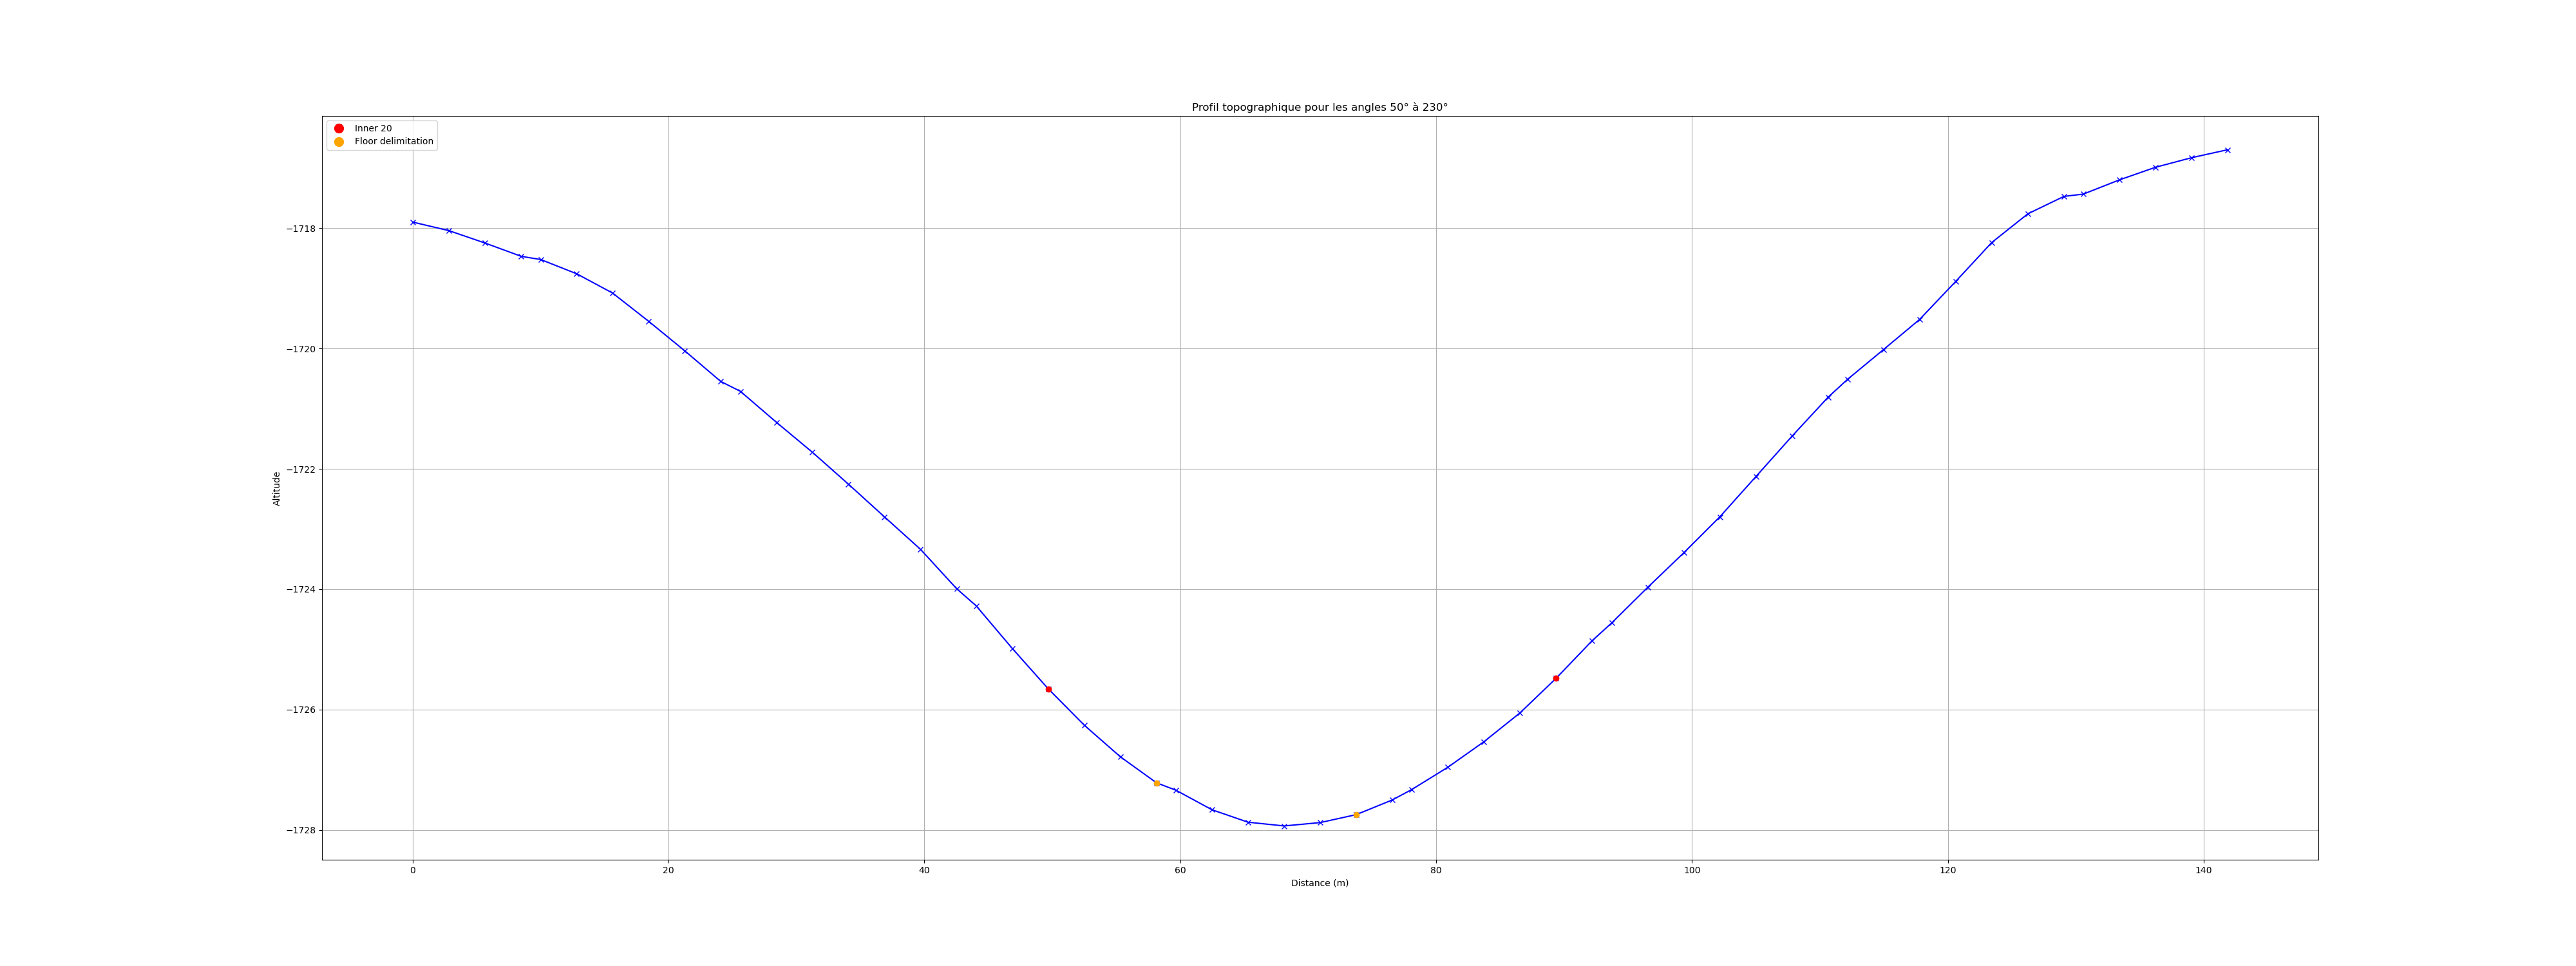 Profil topographique pour les angles 50° à 230°
Inner 20
Floor delimitation
−1718
−1720
−1722
−1724
−1726
−1728
Altitude
0 20 40 60 80 100 120 140
Distance (m)